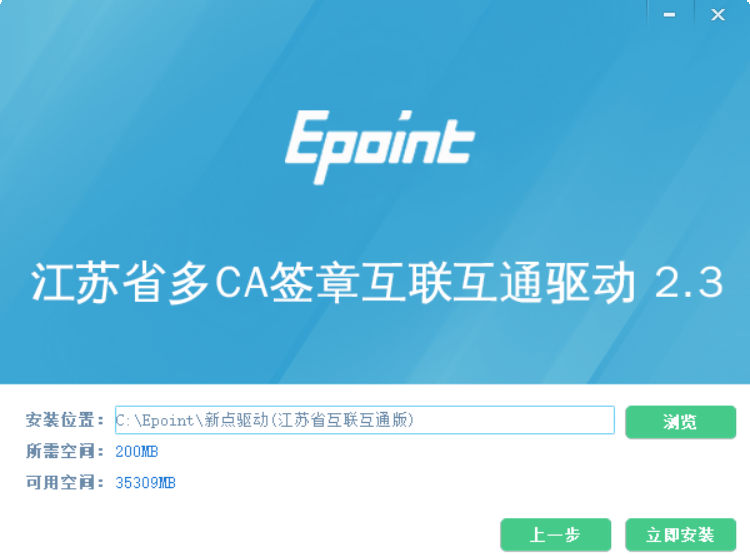 Epoint
江苏省多CA签章互联互通驱动 2.3
安装位置： C:\Epoint\新点驱动(江苏省互联互通版) 浏览
所需空间： 200MB
可用空间： 35309MB
上一步 立即安装